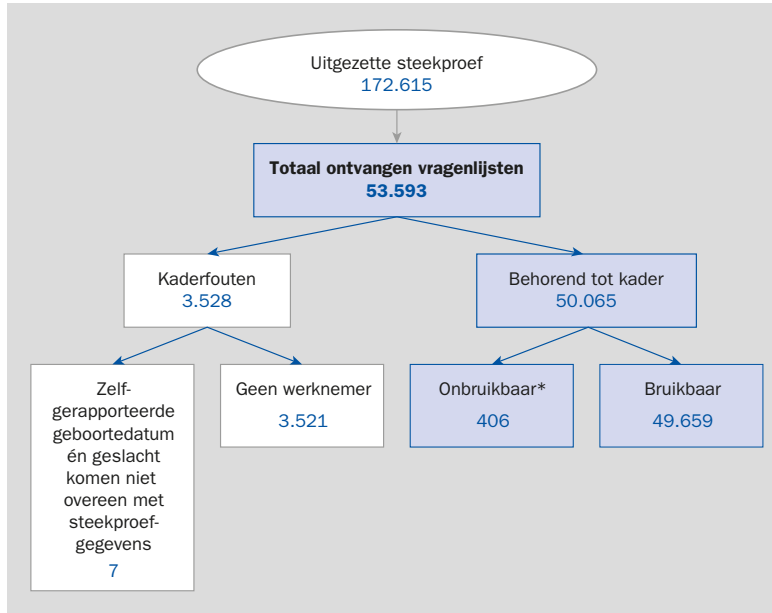 Uitgezette steekproef
172.615
Totaal ontvangen vragenlijsten
53.593
Kaderfouten
3.528
Behorend tot kader
50.065
Zelf-
gerapporteerde
geboortedatum
én geslacht
komen niet
overeen met
steekproef-
gegevens
7
Geen werknemer
3.521
Onbruikbaar*
406
Bruikbaar
49.659